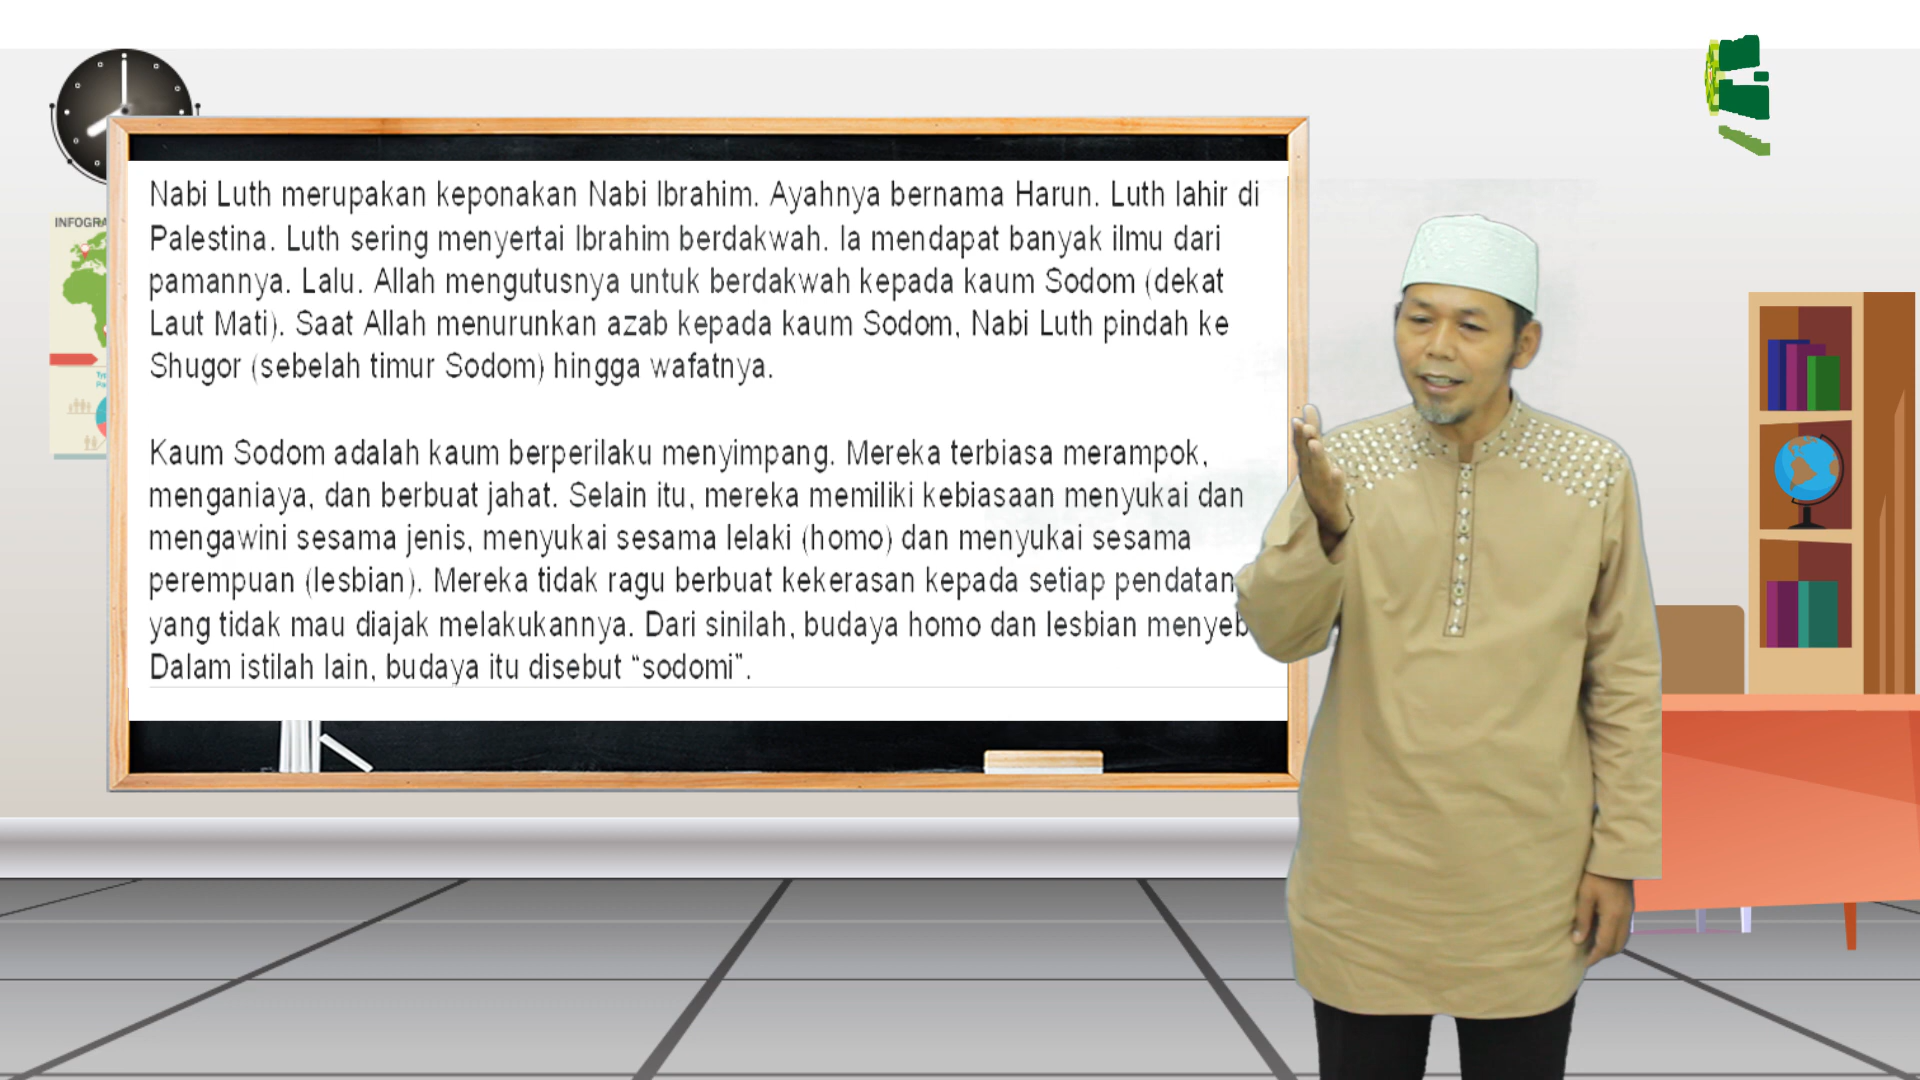 INFOGRA
Nabi Luth merupakan keponakan Nabi Ibrahim. Ayahnya bernama Harun. Luth lahir di
Palestina. Luth sering menyertai Ibrahim berdakwah. Ia mendapat banyak ilmu dari
pamannya. Lalu. Allah mengutusnya untuk berdakwah kepada kaum Sodom (dekat
Laut Mati). Saat Allah menurunkan azab kepada kaum Sodom, Nabi Luth pindah ke
Shugor (sebelah timur Sodom) hingga wafatnya.
Kaum Sodom adalah kaum berperilaku menyimpang. Mereka terbiasa merampok,
menganiaya, dan berbuat jahat. Selain itu, mereka memiliki kebiasaan menyukai dan
mengawini sesama jenis, menyukai sesama lelaki (homo) dan menyukai sesama
perempuan (lesbian). Mereka tidak ragu berbuat kekerasan kepada setiap pendatan
yang tidak mau diajak melakukannya. Dari sinilah, budaya homo dan lesbian menyeb
Dalam istilah lain, budaya itu disebut “sodomi”.